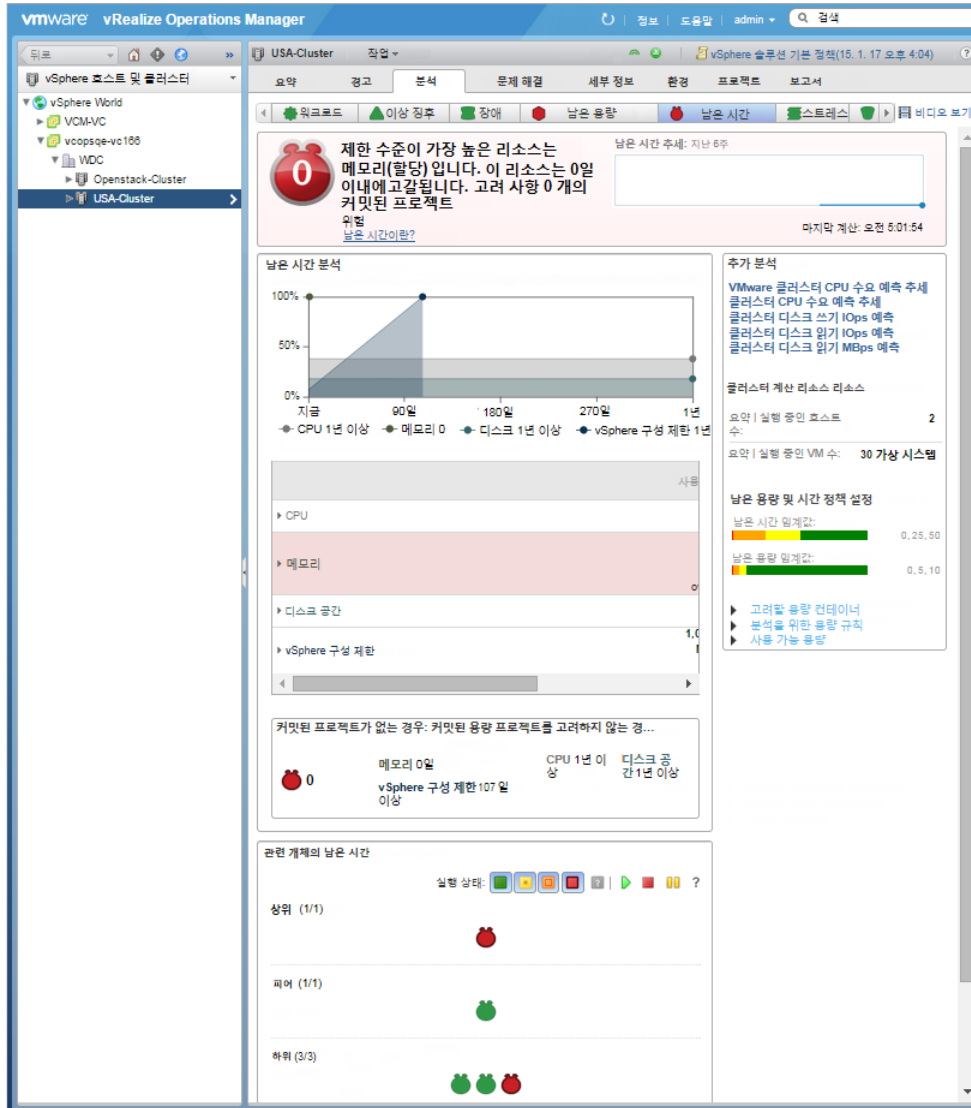 vmware vRealize Operations Manager
정보 도움말 admin 검색
뒤로
vSphere 호스트 및 클러스터
vSphere World
VCM-VC
vcopsqe-vc166
WDC
Openstack-Cluster
USA-Cluster
USA-Cluster 작업 vSphere 솔루션 기본 정책(15. 1. 17 오후 4:04)
요약 경고 분석 문제 해결 세부 정보 환경 프로젝트 보고서
워크로드 이상 징후 장애 남은 용량 남은 시간 스트레스 비디오 보기
0
제한 수준이 가장 높은 리소스는
메모리(할당) 입니다. 이 리소스는 0일
이내에고갈됩니다. 고려 사항 0 개의
커밋된 프로젝트
위험
남은 시간이란?
남은 시간 추세: 지난 6주
마지막 계산: 오전 5:01:54
남은 시간 분석
100%
50%
0%
지금 90일 180일 270일 1년
CPU 1년 이상 메모리 0 디스크 1년 이상 vSphere 구성 제한 1년
사용
CPU
메모리
디스크 공간
vSphere 구성 제한
커밋된 프로젝트가 없는 경우: 커밋된 용량 프로젝트를 고려하지 않는 경...
0
메모리 0일
vSphere 구성 제한 107 일
이상
CPU 1년 이
상
디스크 공
간 1년 이상
관련 개체의 남은 시간
실행 상태: ? ?
상위 (1/1)
피어 (1/1)
하위 (3/3)
추가 분석
VMware 클러스터 CPU 수요 예측 추세
클러스터 CPU 수요 예측 추세
클러스터 디스크 쓰기 IOps 예측
클러스터 디스크 읽기 IOps 예측
클러스터 디스크 읽기 MBps 예측
클러스터 계산 리소스 리소스
요약 | 실행 중인 호스트 2
수:
요약 | 실행 중인 VM 수: 30 가상 시스템
남은 용량 및 시간 정책 설정
남은 시간 임계값:
0, 25, 50
남은 용량 임계값:
0, 5, 10
고려할 용량 컨테이너
분석을 위한 용량 규칙
사용 가능 용량